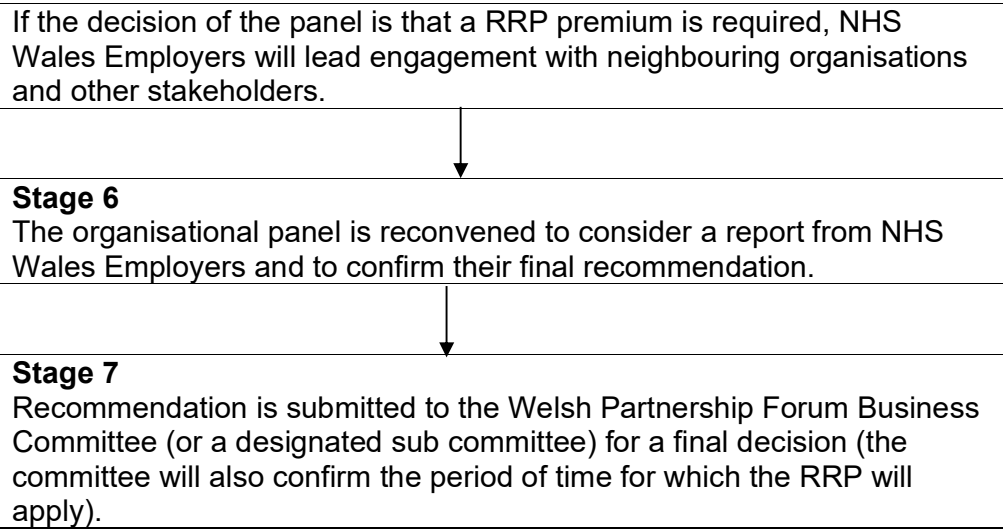 If the decision of the panel is that a RRP premium is required, NHS
Wales Employers will lead engagement with neighbouring organisations
and other stakeholders.
Stage 6
The organisational panel is reconvened to consider a report from NHS
Wales Employers and to confirm their final recommendation.
Stage 7
Recommendation is submitted to the Welsh Partnership Forum Business
Committee (or a designated sub committee) for a final decision (the
committee will also confirm the period of time for which the RRP will
apply).